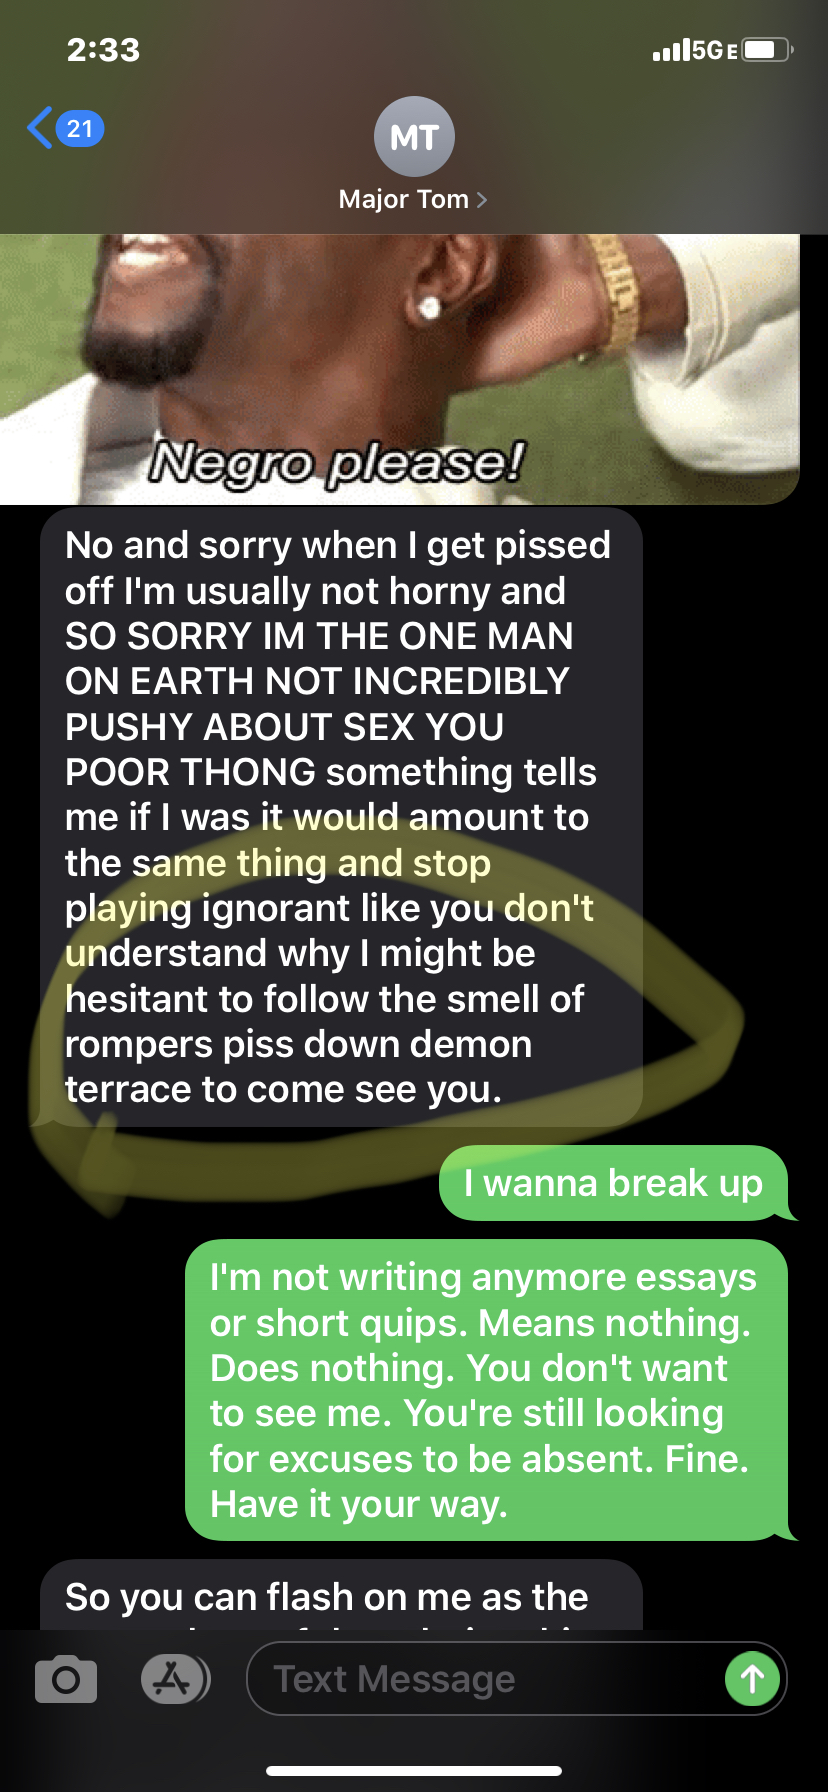 2:33
5GE
21
MT
Major Tom
Negro please!
No and sorry when I get pissed
off I'm usually not horny and
SO SORRY IM THE ONE MAN
ON EARTH NOT INCREDIBLY
PUSHY ABOUT SEX YOU
POOR THONG something tells
me if I was it would amount to
the same thing and stop
playing ignorant like you don't
understand why I might be
hesitant to follow the smell of
rompers piss down demon
terrace to come see you.
I wanna break up
I'm not writing anymore essays
or short quips. Means nothing.
Does nothing. You don't want
to see me. You're still looking
for excuses to be absent. Fine.
Have it your way.
So you can flash on me as the
Text Message